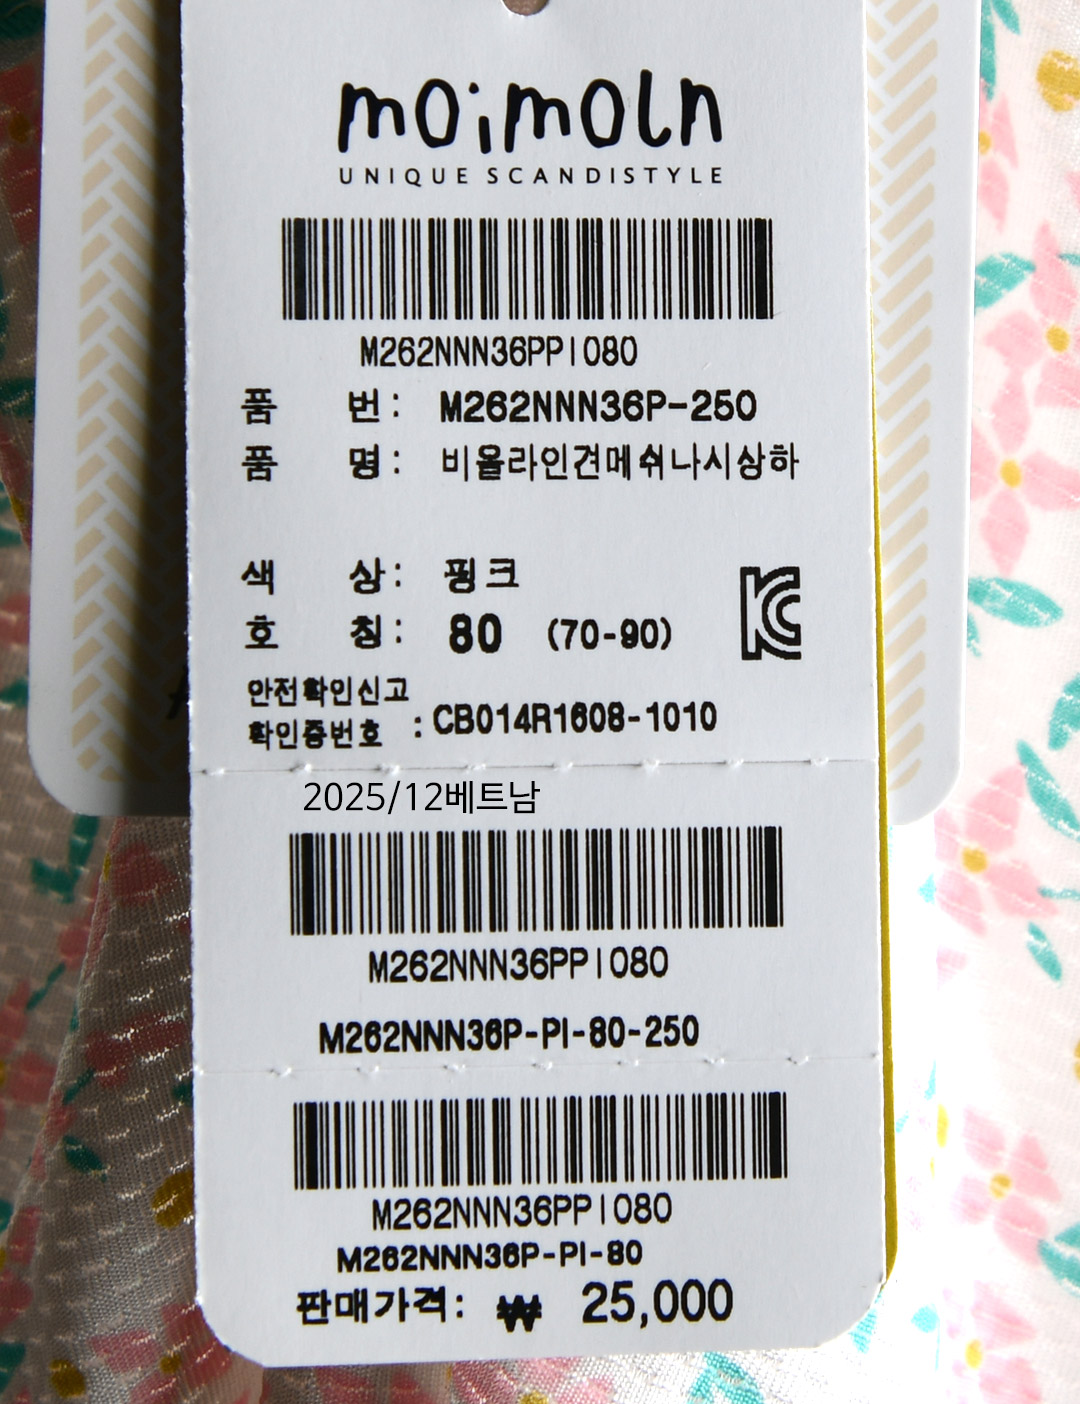 moimoln
UNIQUE SCANDISTYLE
M262NNN36PPI080
품 번 : M262NNN36P-250
품 명 : 비올라인견메쉬나시상하
색 상 : 핑크
호 칭 : 80 (70-90)
안전확인신고
확인증번호 : CB014R1608-1010
2025/12베트남
M262NNN36PPI080
M262NNN36P-PI-80-250
M262NNN36PPI080
M262NNN36P-PI-80
판매가격 : ₩ 25,000